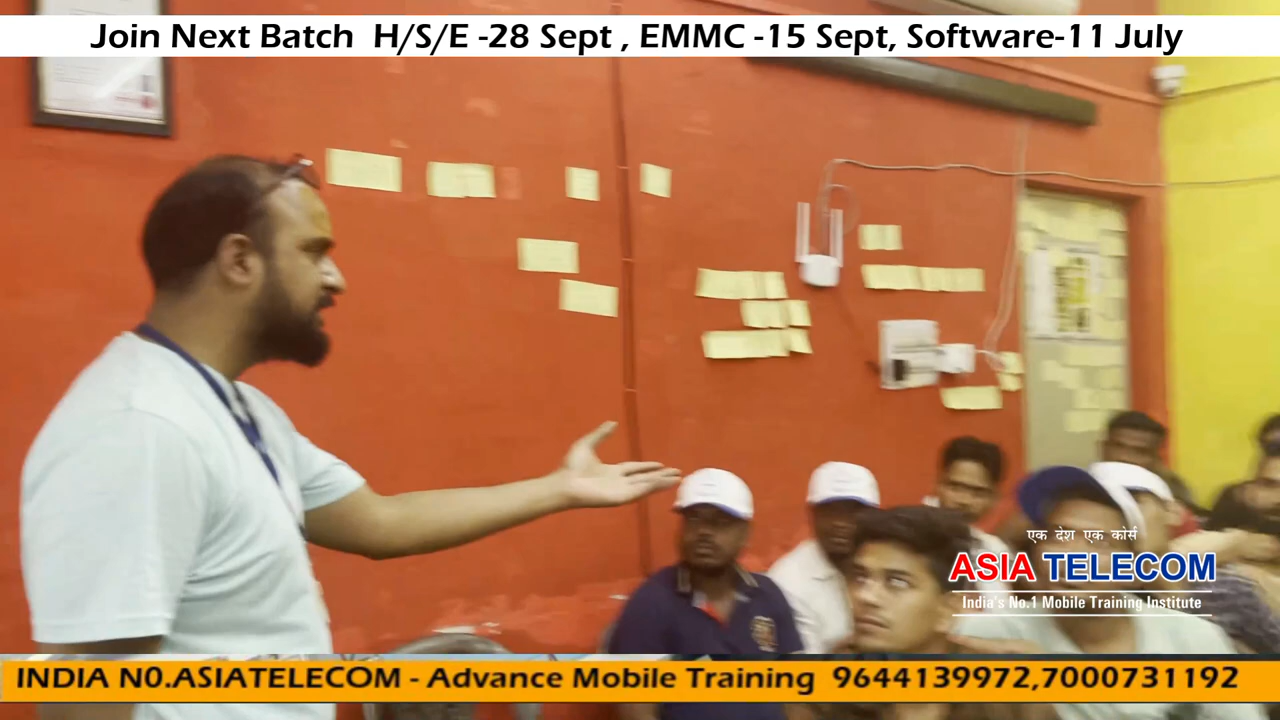 Join Next Batch H/S/E -28 Sept , EMMC -15 Sept, Software-11 July
एक देश एक कोर्स
ASIA TELECOM
India's No.1 Mobile Training Institute
INDIA N0.ASIATELECOM - Advance Mobile Training 9644139972,7000731192